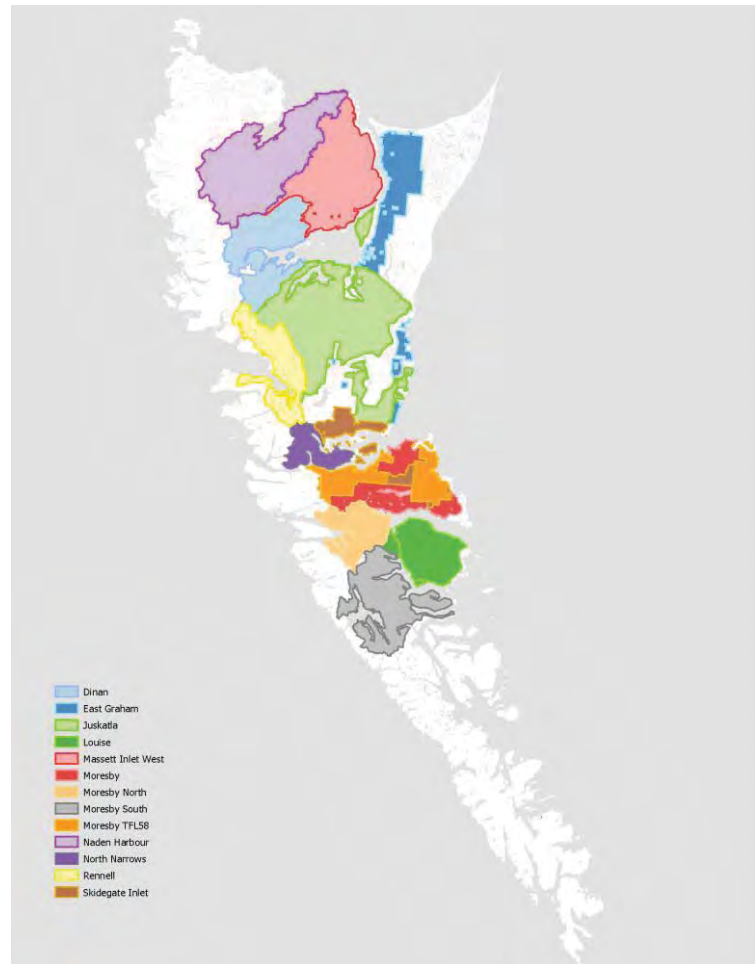 Dinan
East Graham
Juskatla
Louise
Massett Inlet West
Moresby
Moresby North
Moresby South
Moresby TFL58
Naden Harbour
North Narrows
Rennell
Skidegate Inlet